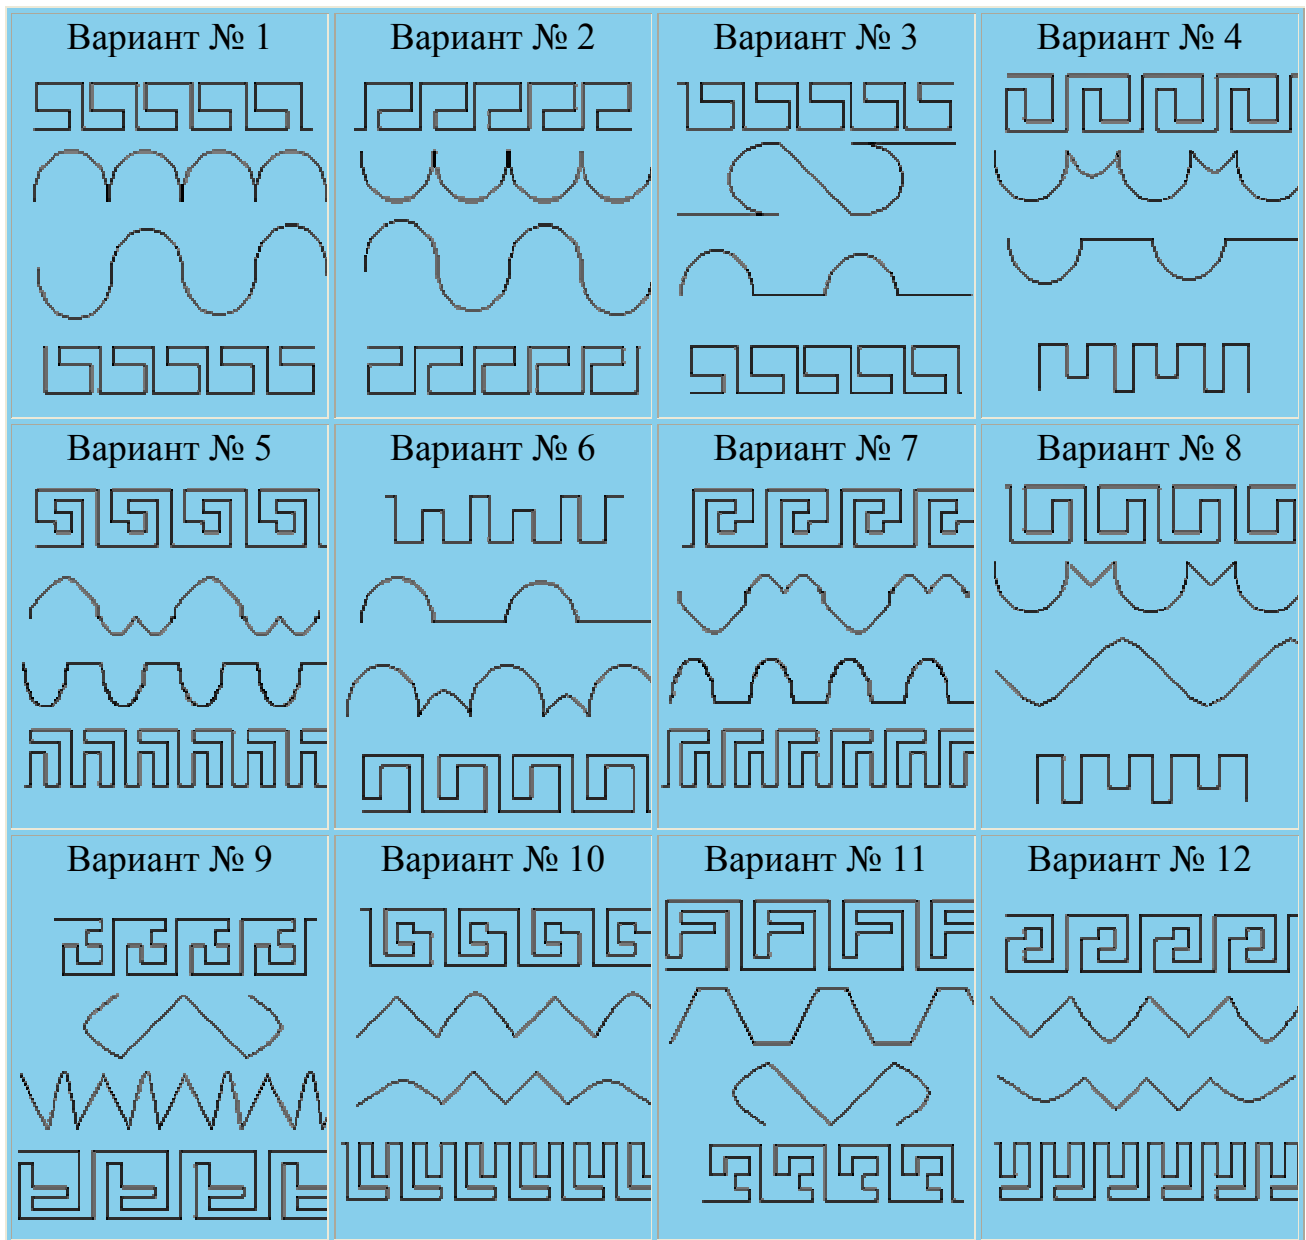 Вариант № 1
Вариант № 2
Вариант № 3
Вариант № 4
Вариант № 5
Вариант № 6
Вариант № 7
Вариант № 8
Вариант № 9
Вариант № 10
Вариант № 11
Вариант № 12